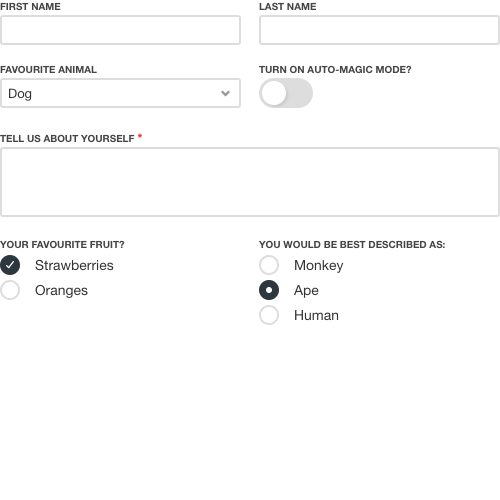 FIRST NAME
LAST NAME
FAVOURITE ANIMAL
TURN ON AUTO-MAGIC MODE?
Dog
TELL US ABOUT YOURSELF *
YOUR FAVOURITE FRUIT?
YOU WOULD BE BEST DESCRIBED AS:
Strawberries
Monkey
Oranges
Ape
Human